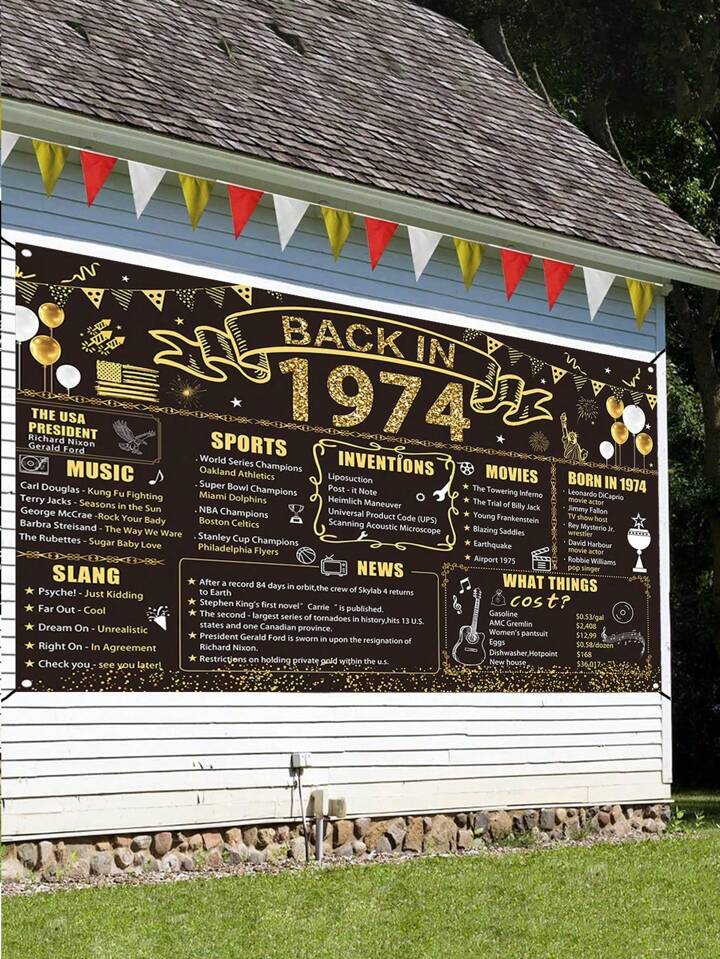 BACK IN
1974
THE USA
PRESIDENT
Richard Nixon
Gerald Ford
MUSIC
Carl Douglas - Kung Fu Fighting
Terry Jacks - Seasons in the Sun
George McCrae -Rock Your Bady
Barbra Streisand - The Way We Ware
The Rubettes - Sugar Baby Love
SLANG
Psyche! - Just Kidding
Far Out - Cool
Dream On - Unrealistic
Right On - In Agreement
Check you - see you later!
SPORTS
. World Series Champions
Oakland Athletics
. Super Bowl Champions
Miami Dolphins
. NBA Champions
Boston Celtics
. Stanley Cup Champions
Philadelphia Flyers
INVENTIONS
Liposuction
Post - it Note
Heimlich Maneuver
Universal Product Code (UPS)
Scanning Acoustic Microscope
MOVIES
The Towering Inferno
The Trial of Billy Jack
Young Frankenstein
Blazing Saddles
Earthquake
Airport 1975
BORN IN 1974
· Leonardo DiCaprio
movie actor
· Jimmy Fallon
TV show host
· Rey Mysterio Jr.
wrestler
· David Harbour
movie actor
· Robbie Williams
pop singer
NEWS
After a record 84 days in orbit,the crew of Skylab 4 returns
to Earth
Stephen King's first novel" Carrie " is published.
The second - largest series of tornadoes in history,hits 13 U.S.
states and one Canadian province.
President Gerald Ford is sworn in upon the resignation of
Richard Nixon.
Restrictions on holding private gold within the u.s.
WHAT THINGS
cost?
Gasoline $0.53/gal
AMC Gremlin $2,408
Women's pantsuit $12,99
Eggs $0.58/dozen
Dishwasher,Hotpoint $168
New house $36,017